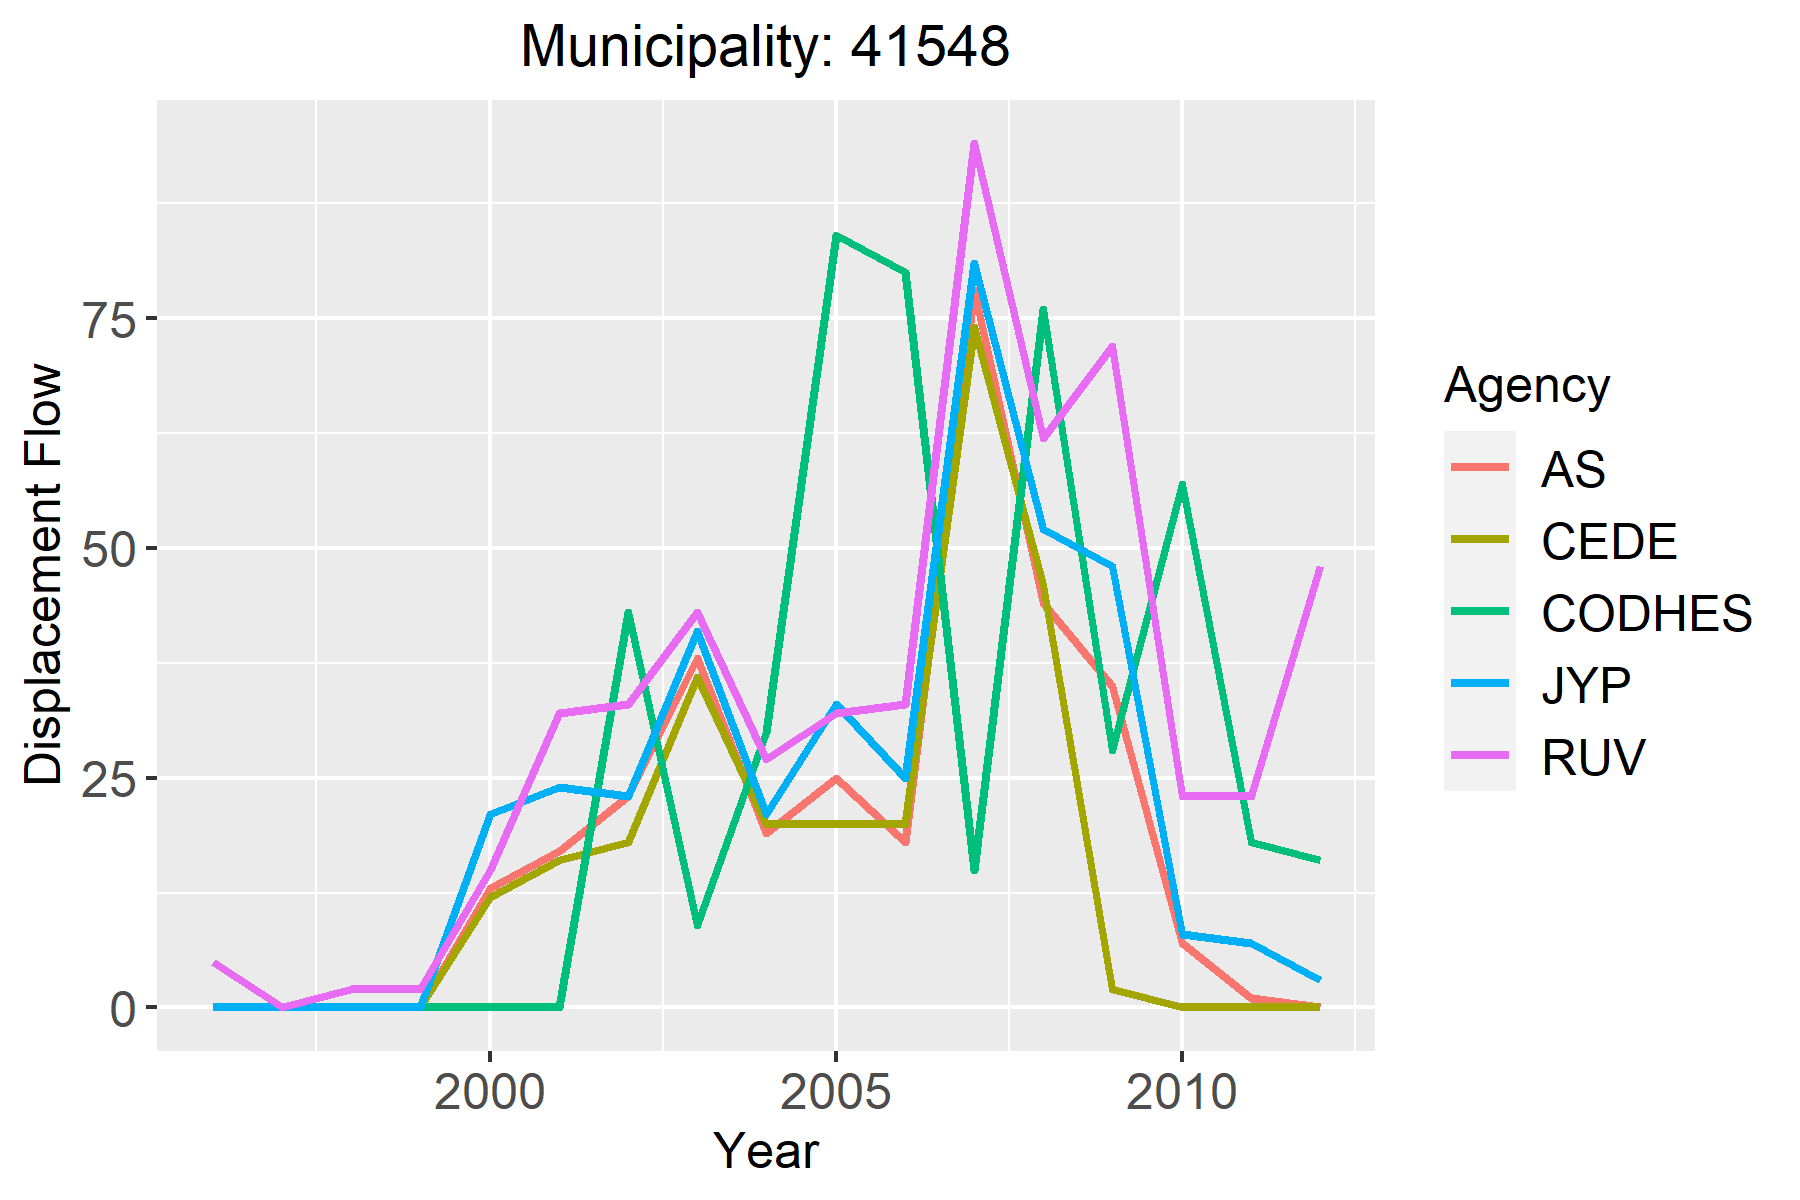 Municipality: 41548
Displacement Flow
75
50
25
0
2000 2005 2010
Year
Agency
AS
CEDE
CODHES
JYP
RUV